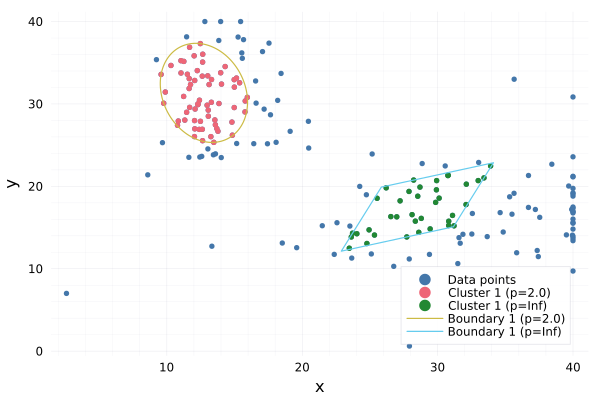 40
30
20
10
0
y
10
20
30
40
x
Data points
Cluster 1 (p=2.0)
Cluster 1 (p=Inf)
Boundary 1 (p=2.0)
Boundary 1 (p=Inf)